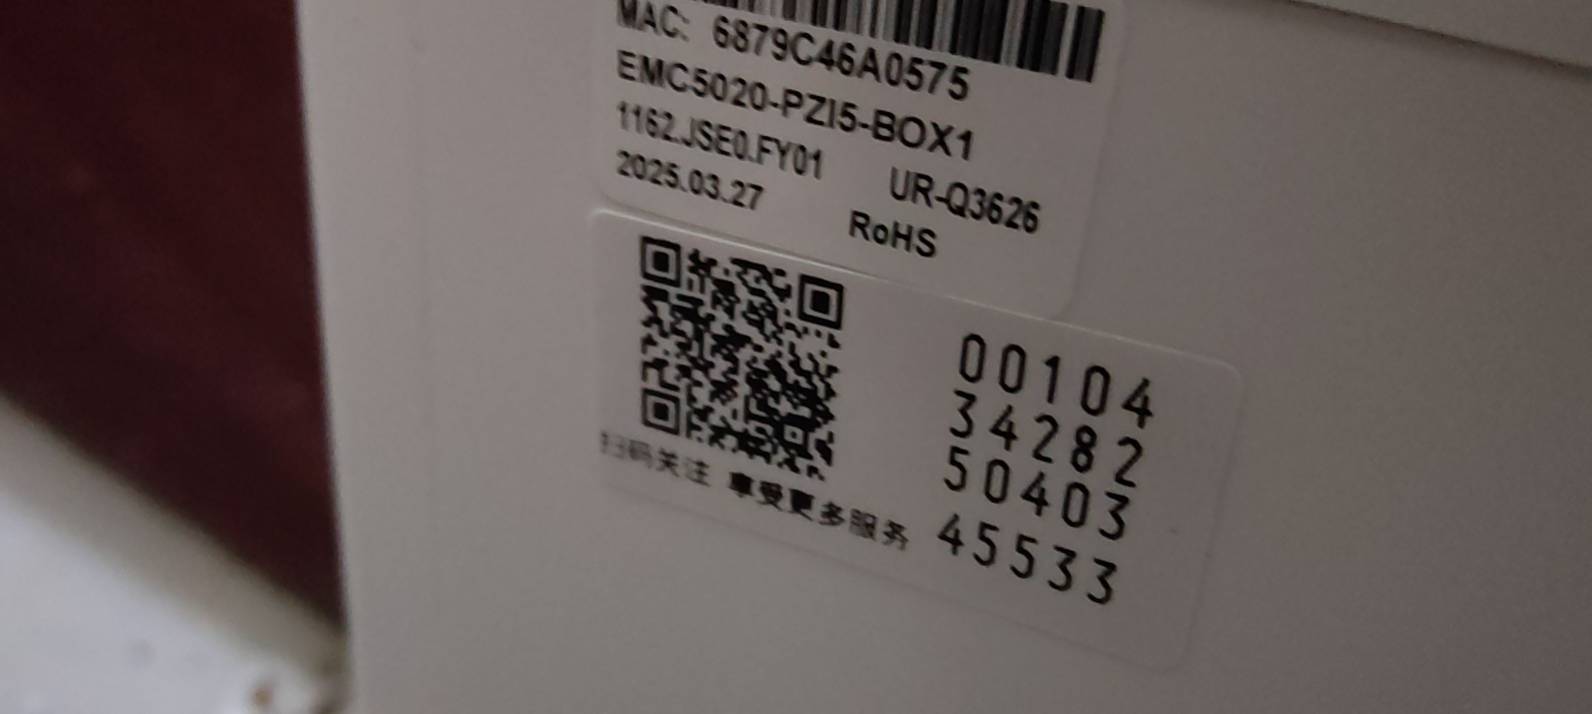 MAC: 6879C46A0575
EMC5020-PZI5-BOX1
1162.JSE0.FY01 UR-Q3626
2025.03.27 RoHS
00104
34282
50403
45533
扫码关注 享受更多服务